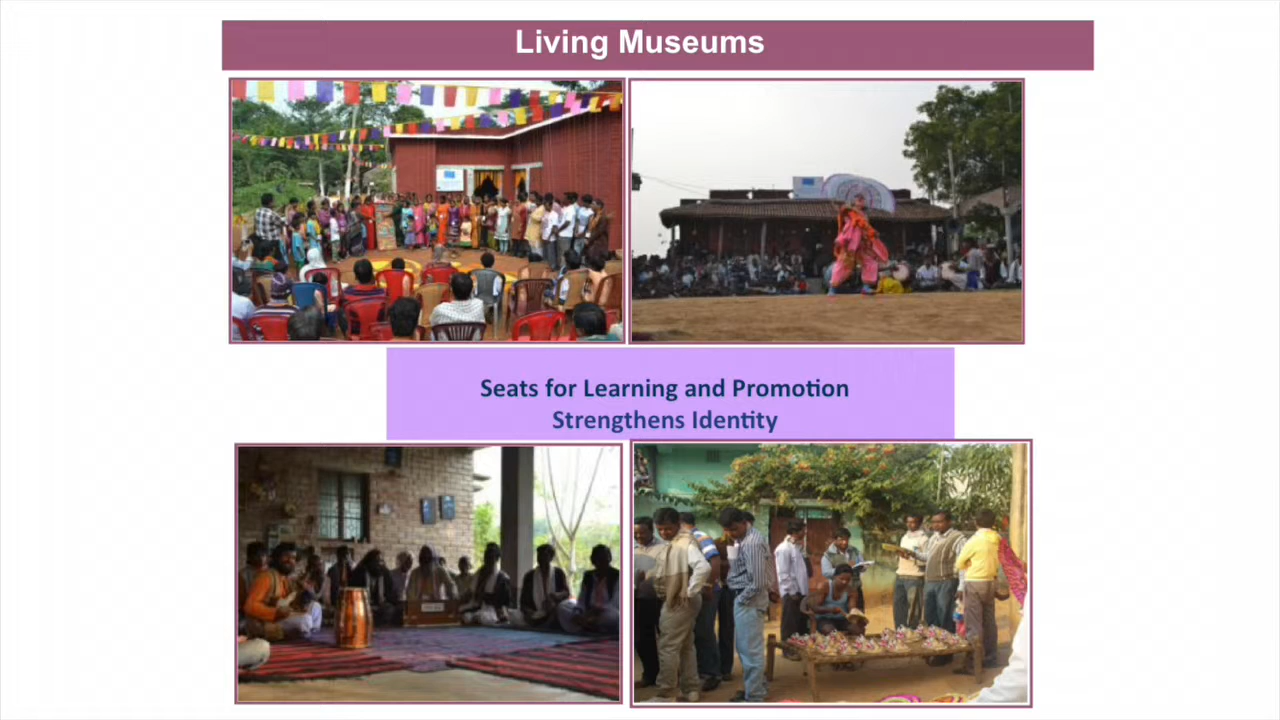 Living Museums
Seats for Learning and Promotion
Strengthens Identity